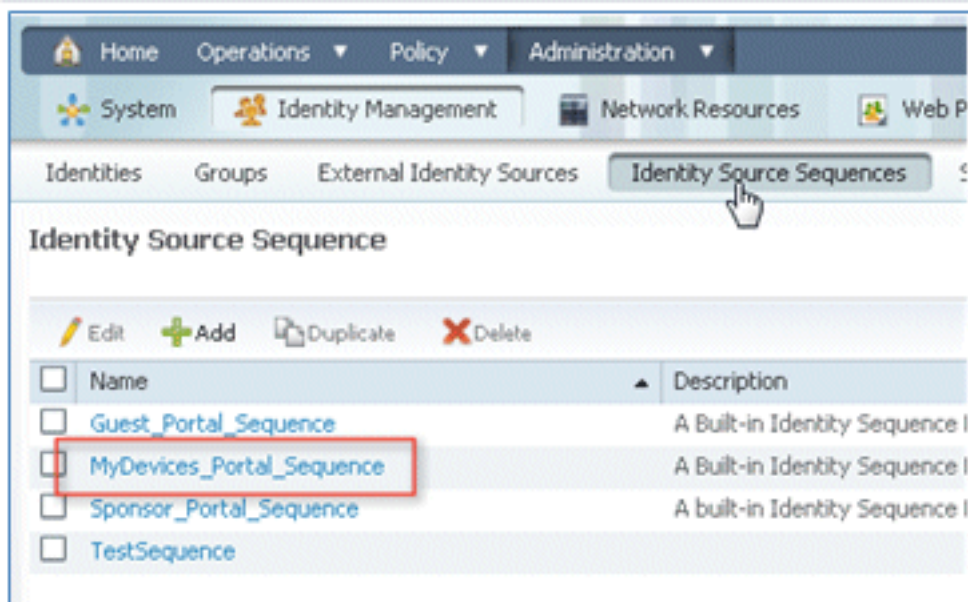 Home Operations Policy Administration
System Identity Management Network Resources Web P
Identities Groups External Identity Sources Identity Source Sequences S
Identity Source Sequence
Edit Add Duplicate Delete
Name Description
Guest_Portal_Sequence A Built-in Identity Sequence
MyDevices_Portal_Sequence A Built-in Identity Sequence
Sponsor_Portal_Sequence A built-in Identity Sequence
TestSequence